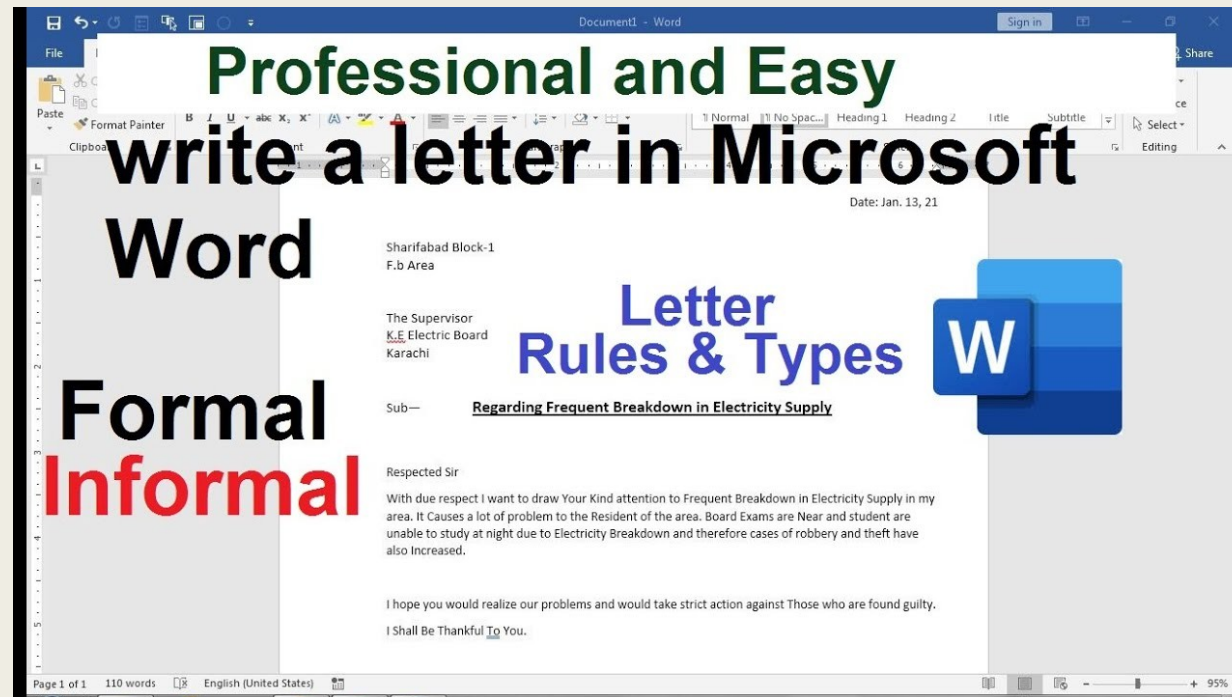 Document1 - Word
Sign in
File
Share
Professional and Easy
Paste
Format Painter
B I U abc X₂ X²
¶ Normal ¶ No Spac... Heading 1 Heading 2 Title Subtitle
Select
Clipboard
Editing
write a letter in Microsoft
Word
Date: Jan. 13, 21
Sharifabad Block-1
F.b Area
The Supervisor
K.E Electric Board
Karachi
Letter
Rules & Types
W
Formal
Informal
Sub— Regarding Frequent Breakdown in Electricity Supply
Respected Sir
With due respect I want to draw Your Kind attention to Frequent Breakdown in Electricity Supply in my
area. It Causes a lot of problem to the Resident of the area. Board Exams are Near and student are
unable to study at night due to Electricity Breakdown and therefore cases of robbery and theft have
also Increased.
I hope you would realize our problems and would take strict action against Those who are found guilty.
I Shall Be Thankful To You.
Page 1 of 1 110 words English (United States) 95%